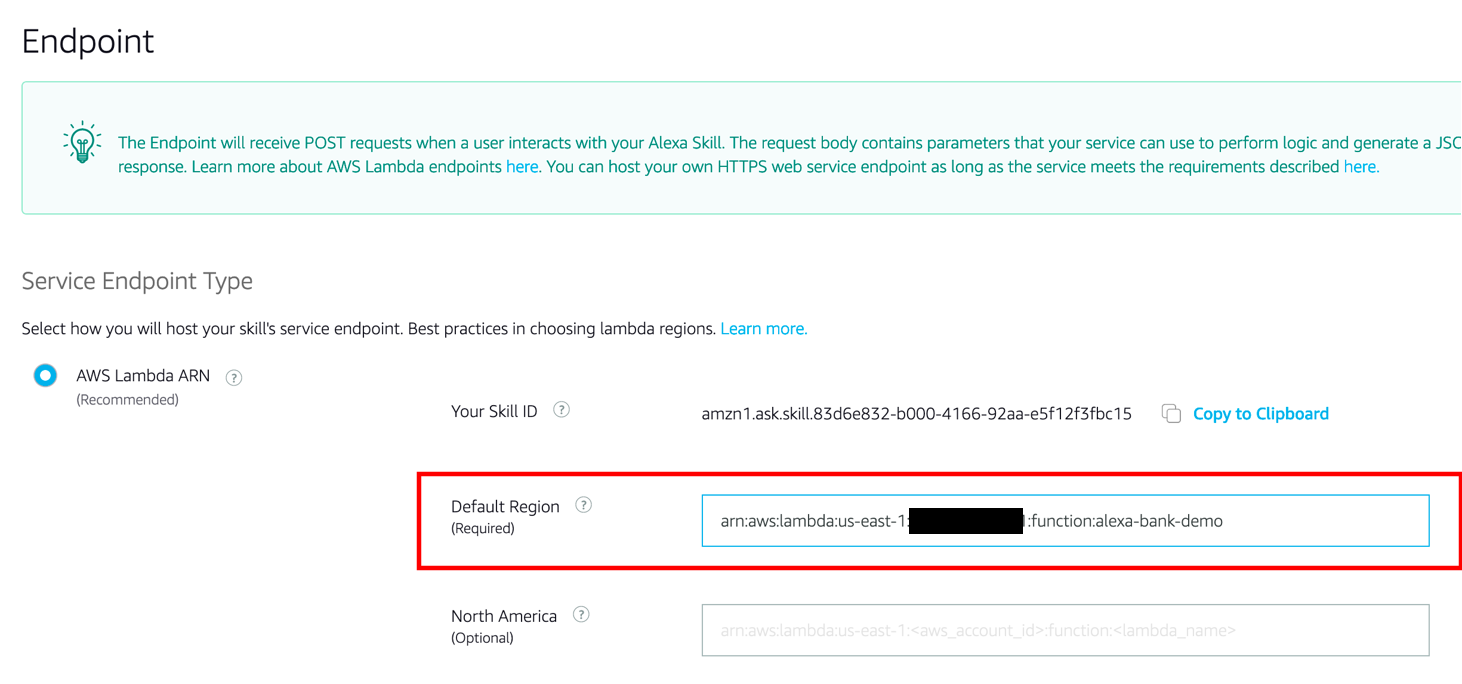 Endpoint
The Endpoint will receive POST requests when a user interacts with your Alexa Skill. The request body contains parameters that your service can use to perform logic and generate a JSO
response. Learn more about AWS Lambda endpoints here. You can host your own HTTPS web service endpoint as long as the service meets the requirements described here.
Service Endpoint Type
Select how you will host your skill's service endpoint. Best practices in choosing lambda regions. Learn more.
AWS Lambda ARN ?
(Recommended)
Your Skill ID ? amzn1.ask.skill.83d6e832-b000-4166-92aa-e5f12f3fbc15 Copy to Clipboard
Default Region ?
(Required)
arn:aws:lambda:us-east-1: 1:function:alexa-bank-demo
North America ?
(Optional)
arn:aws:lambda:us-east-1:<aws_account_id>:function:<lambda_name>